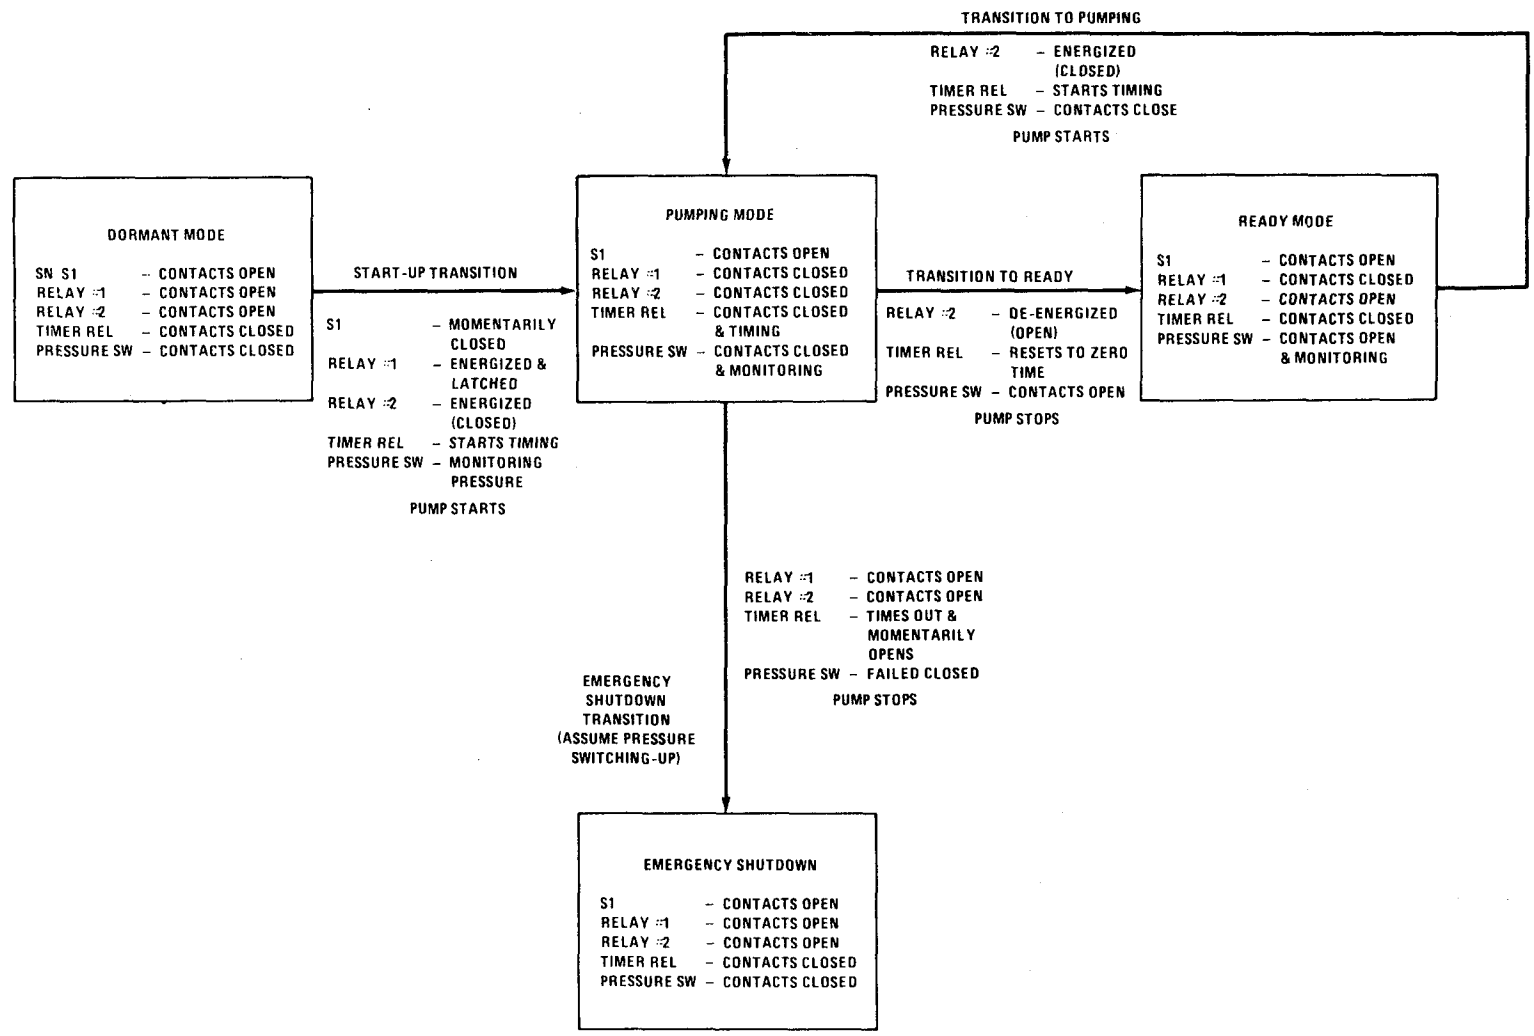 TRANSITION TO PUMPING
RELAY #2 – ENERGIZED
(CLOSED)
TIMER REL – STARTS TIMING
PRESSURE SW – CONTACTS CLOSE
PUMP STARTS
DORMANT MODE
SN S1 – CONTACTS OPEN
RELAY #1 – CONTACTS OPEN
RELAY #2 – CONTACTS OPEN
TIMER REL – CONTACTS CLOSED
PRESSURE SW – CONTACTS CLOSED
START-UP TRANSITION
S1 – MOMENTARILY
CLOSED
RELAY #1 – ENERGIZED &
LATCHED
RELAY #2 – ENERGIZED
(CLOSED)
TIMER REL – STARTS TIMING
PRESSURE SW – MONITORING
PRESSURE
PUMP STARTS
PUMPING MODE
S1 – CONTACTS OPEN
RELAY #1 – CONTACTS CLOSED
RELAY #2 – CONTACTS CLOSED
TIMER REL – CONTACTS CLOSED
& TIMING
PRESSURE SW – CONTACTS CLOSED
& MONITORING
TRANSITION TO READY
RELAY #2 – DE-ENERGIZED
(OPEN)
TIMER REL – RESETS TO ZERO
TIME
PRESSURE SW – CONTACTS OPEN
PUMP STOPS
READY MODE
S1 – CONTACTS OPEN
RELAY #1 – CONTACTS CLOSED
RELAY #2 – CONTACTS OPEN
TIMER REL – CONTACTS CLOSED
PRESSURE SW – CONTACTS OPEN
& MONITORING
RELAY #1 – CONTACTS OPEN
RELAY #2 – CONTACTS OPEN
TIMER REL – TIMES OUT &
MOMENTARILY
OPENS
PRESSURE SW – FAILED CLOSED
PUMP STOPS
EMERGENCY
SHUTDOWN
TRANSITION
(ASSUME PRESSURE
SWITCHING-UP)
EMERGENCY SHUTDOWN
S1 – CONTACTS OPEN
RELAY #1 – CONTACTS OPEN
RELAY #2 – CONTACTS OPEN
TIMER REL – CONTACTS CLOSED
PRESSURE SW – CONTACTS CLOSED